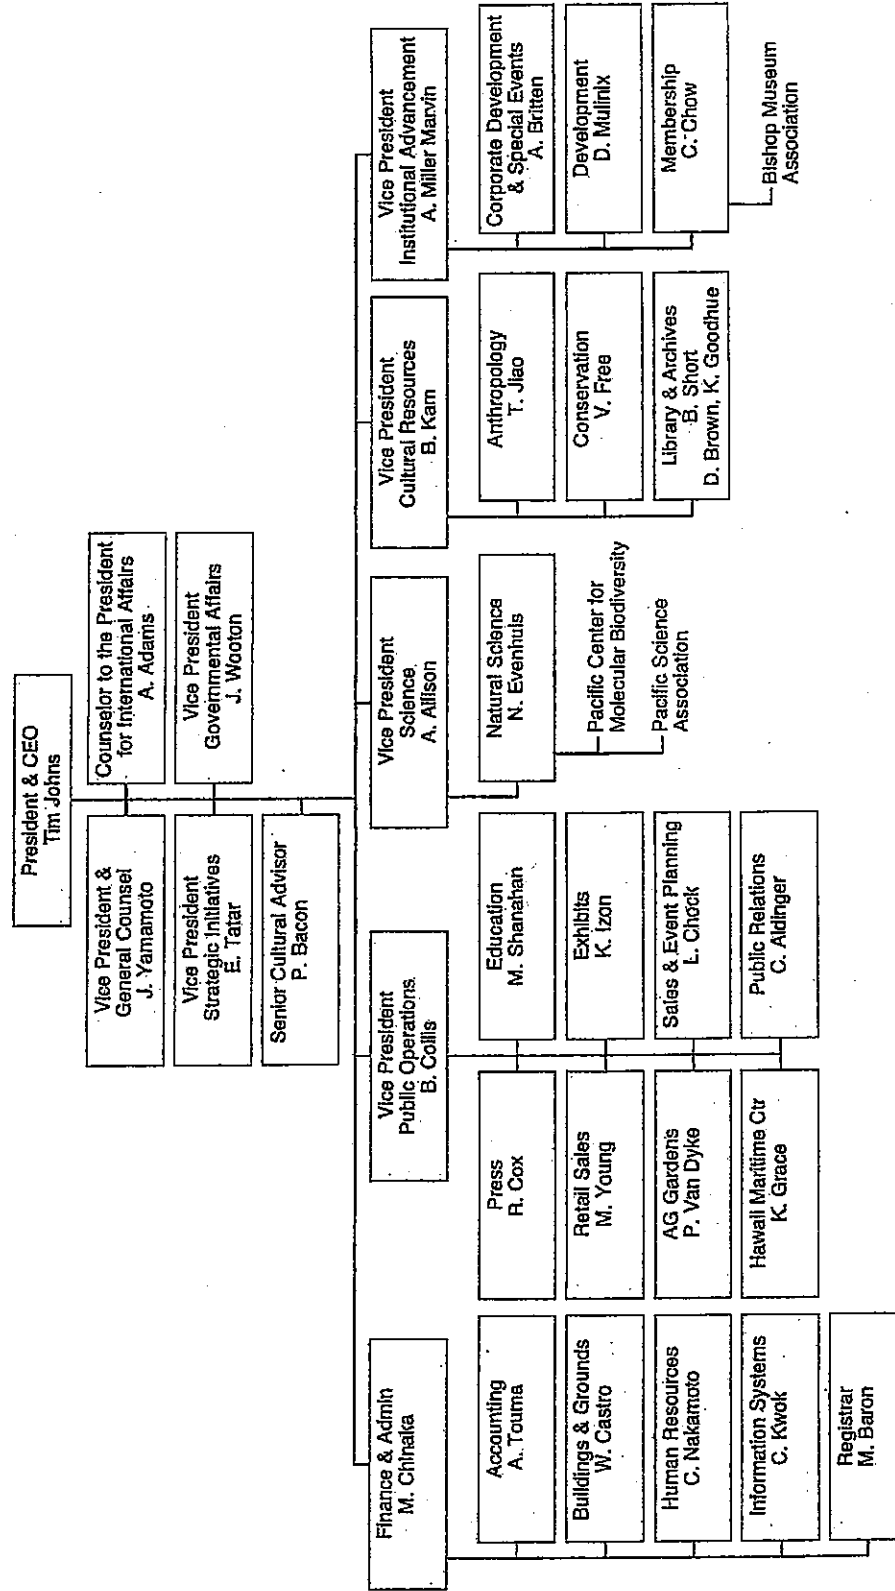 President & CEO
Tim Johns
Vice President &
General Counsel
J. Yamamoto
Counselor to the President
for International Affairs
A. Adams
Vice President
Strategic Initiatives
E. Tatar
Vice President
Governmental Affairs
J. Wooton
Senior Cultural Advisor
P. Bacon
Finance & Admin
M. Chinaka
Accounting
A. Touma
Buildings & Grounds
W. Castro
Human Resources
C. Nakamoto
Information Systems
C. Kwok
Registrar
M. Baron
Vice President
Public Operations
B. Collis
Press
R. Cox
Retail Sales
M. Young
AG Gardens
P. Van Dyke
Hawaii Maritime Ctr
K. Grace
Education
M. Shanahan
Exhibits
K. Izon
Sales & Event Planning
L. Chock
Public Relations
C. Aldinger
Vice President
Science
A. Allison
Natural Science
N. Evenhuis
Pacific Center for
Molecular Biodiversity
Pacific Science
Association
Vice President
Cultural Resources
B. Kam
Anthropology
T. Jiao
Conservation
V. Free
Library & Archives
B. Short
D. Brown, K. Goodhue
Vice President
Institutional Advancement
A. Miller Marvin
Corporate Development
& Special Events
A. Britten
Development
D. Mulinix
Membership
C. Chow
Bishop Museum
Association